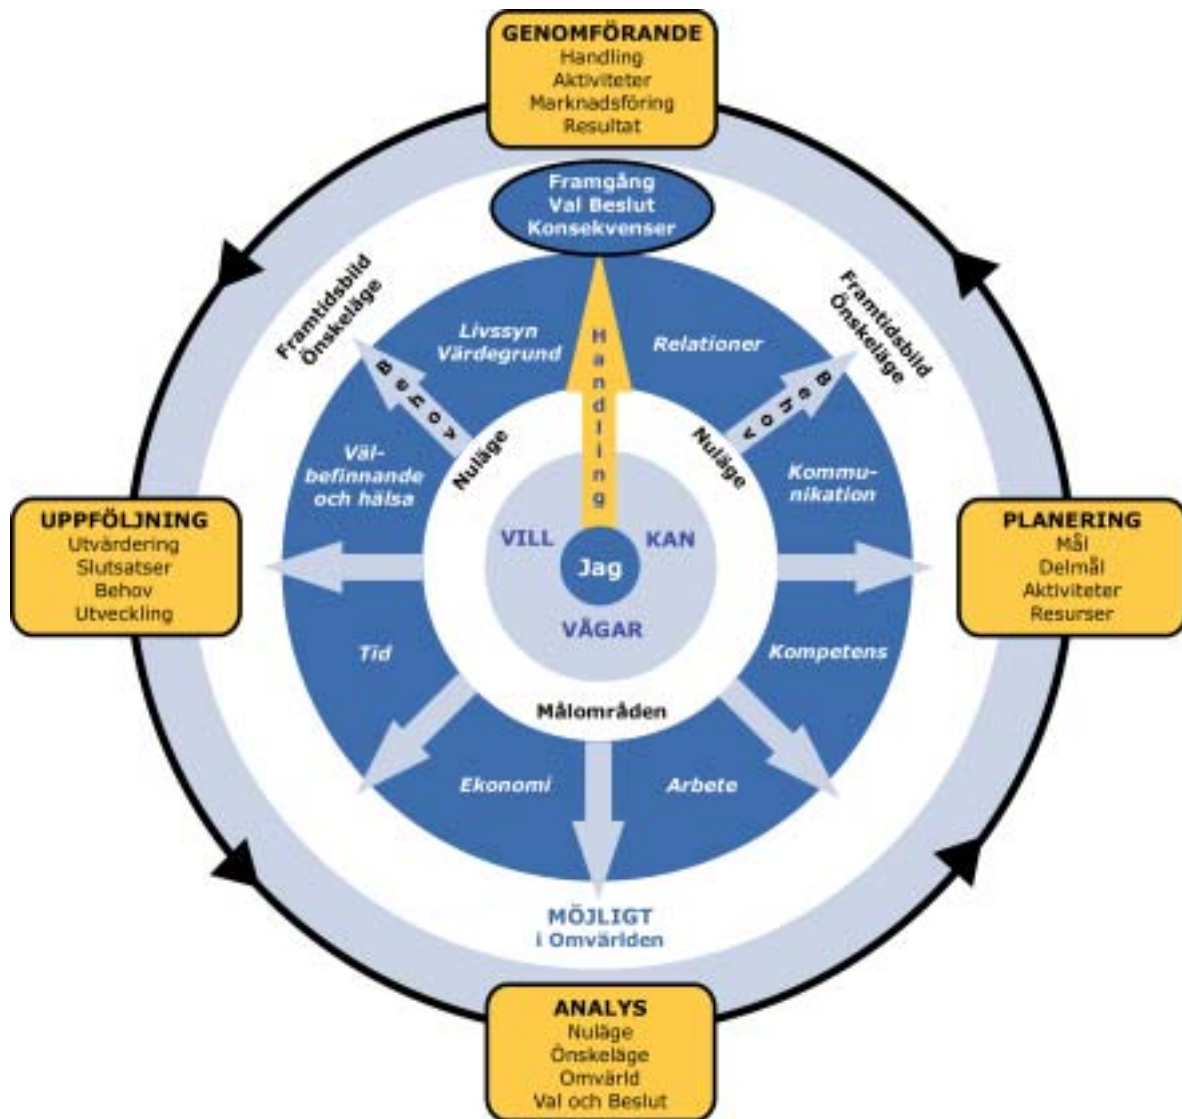 GENOMFÖRANDE
Handling
Aktiviteter
Marknadsföring
Resultat
Framgång
Val Beslut
Konsekvenser
Framtidsbild
Önskeläge
Framtidsbild
Önskeläge
Livssyn
Värdegrund
Handling
Relationer
Behov
Behov
Nuläge
Nuläge
Väl-
befinnande
och hälsa
Kommu-
nikation
UPPFÖLJNING
Utvärdering
Slutsatser
Behov
Utveckling
VILL
KAN
Jag
VÅGAR
PLANERING
Mål
Delmål
Aktiviteter
Resurser
Tid
Kompetens
Målområden
Ekonomi
Arbete
MÖJLIGT
i Omvärlden
ANALYS
Nuläge
Önskeläge
Omvärld
Val och Beslut